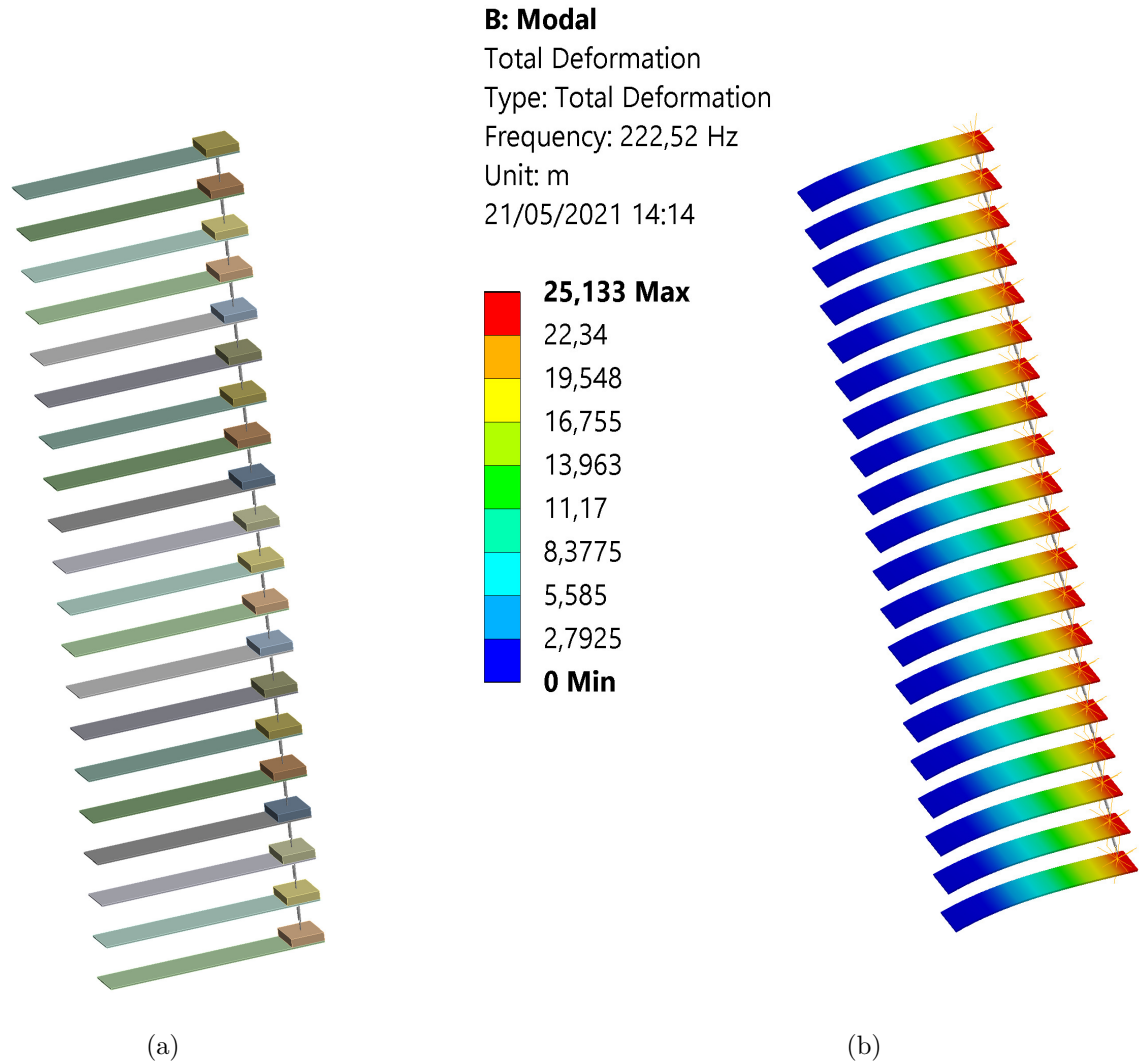 B: Modal
Total Deformation
Type: Total Deformation
Frequency: 222,52 Hz
Unit: m
21/05/2021 14:14
25,133 Max
22,34
19,548
16,755
13,963
11,17
8,3775
5,585
2,7925
0 Min
(a)
(b)